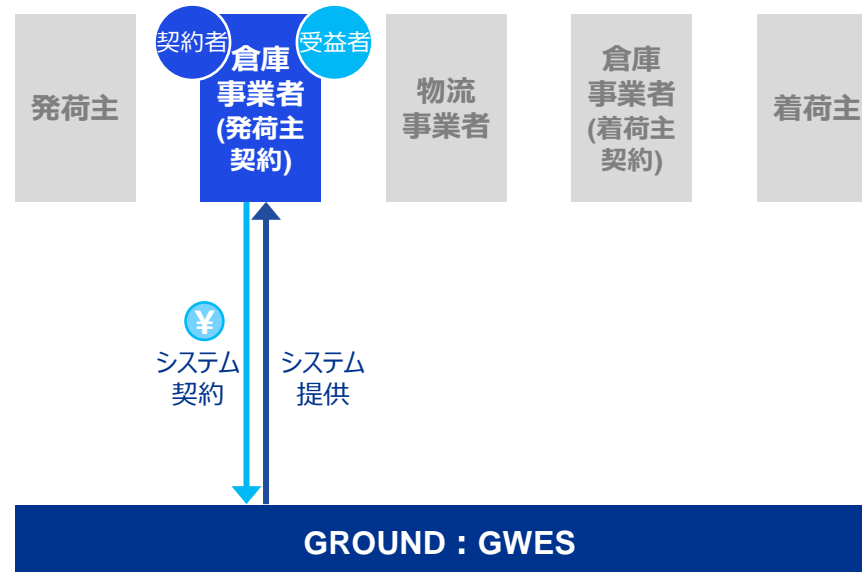 契約者
受益者
発荷主
倉庫
事業者
(発荷主
契約)
物流
事業者
倉庫
事業者
(着荷主
契約)
着荷主
¥
システム
契約
システム
提供
GROUND：GWES